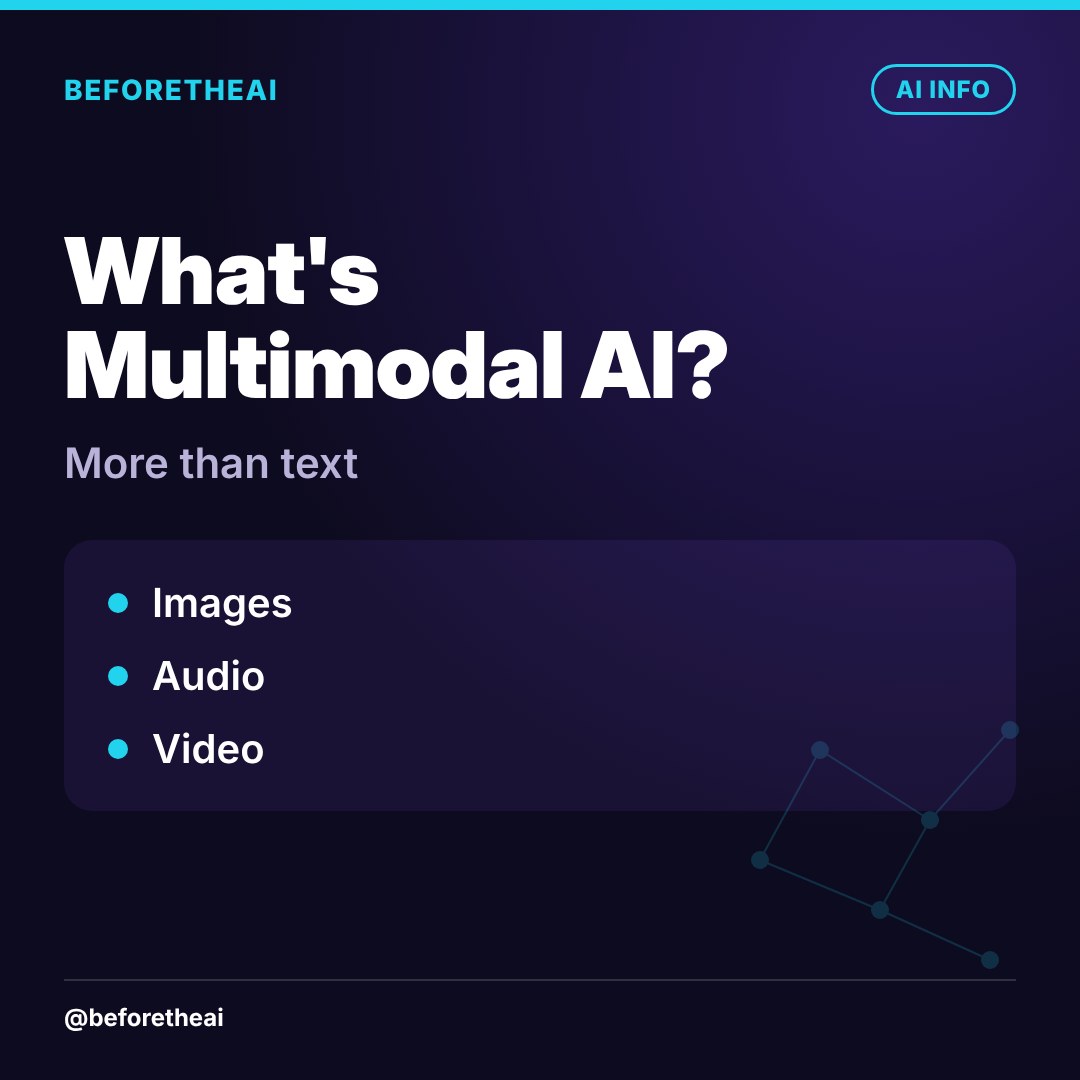 BEFORETHEAI
AI INFO
What's
Multimodal AI?
More than text
Images
Audio
Video
@beforetheai